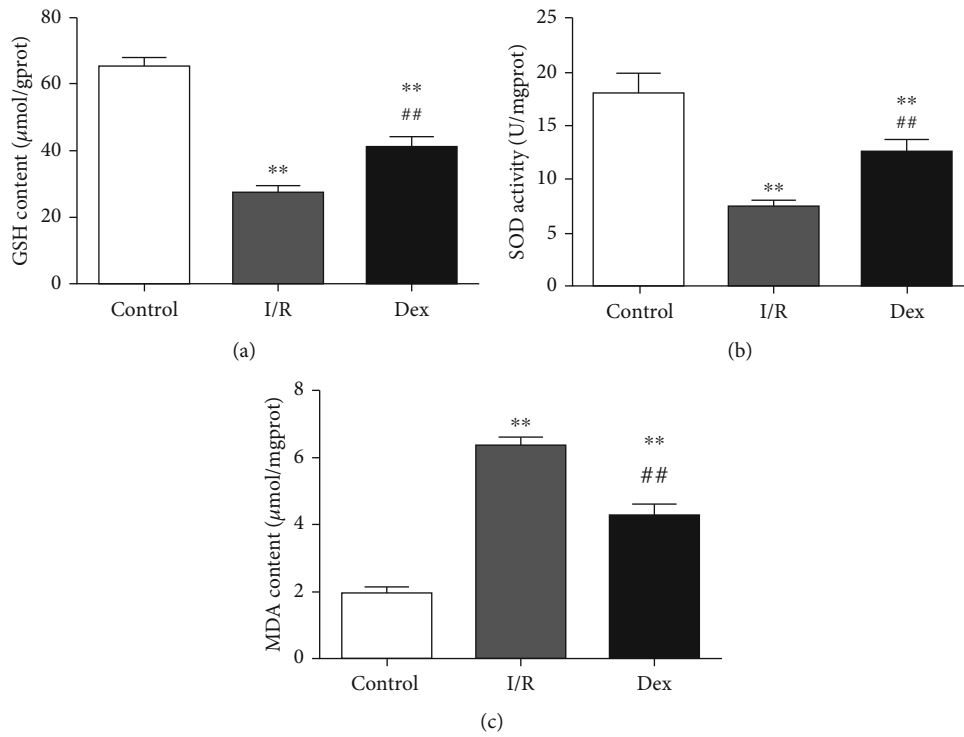 GSH content (μmol/gprot)
80
60
40
20
0
**
**
##
Control
I/R
Dex
(a)
SOD activity (U/mgprot)
25
20
15
10
5
0
**
**
##
Control
I/R
Dex
(b)
MDA content (μmol/mgprot)
8
6
4
2
0
**
**
##
Control
I/R
Dex
(c)